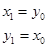 x₁ = y₀
y₁ = x₀